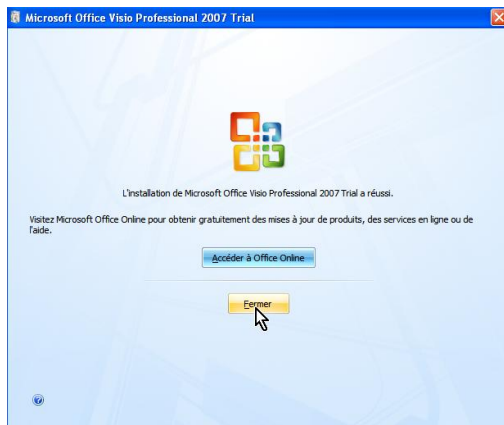 Microsoft Office Visio Professional 2007 Trial
L'installation de Microsoft Office Visio Professional 2007 Trial a réussi.
Visitez Microsoft Office Online pour obtenir gratuitement des mises à jour de produits, des services en ligne ou de
l'aide.
Accéder à Office Online
Fermer